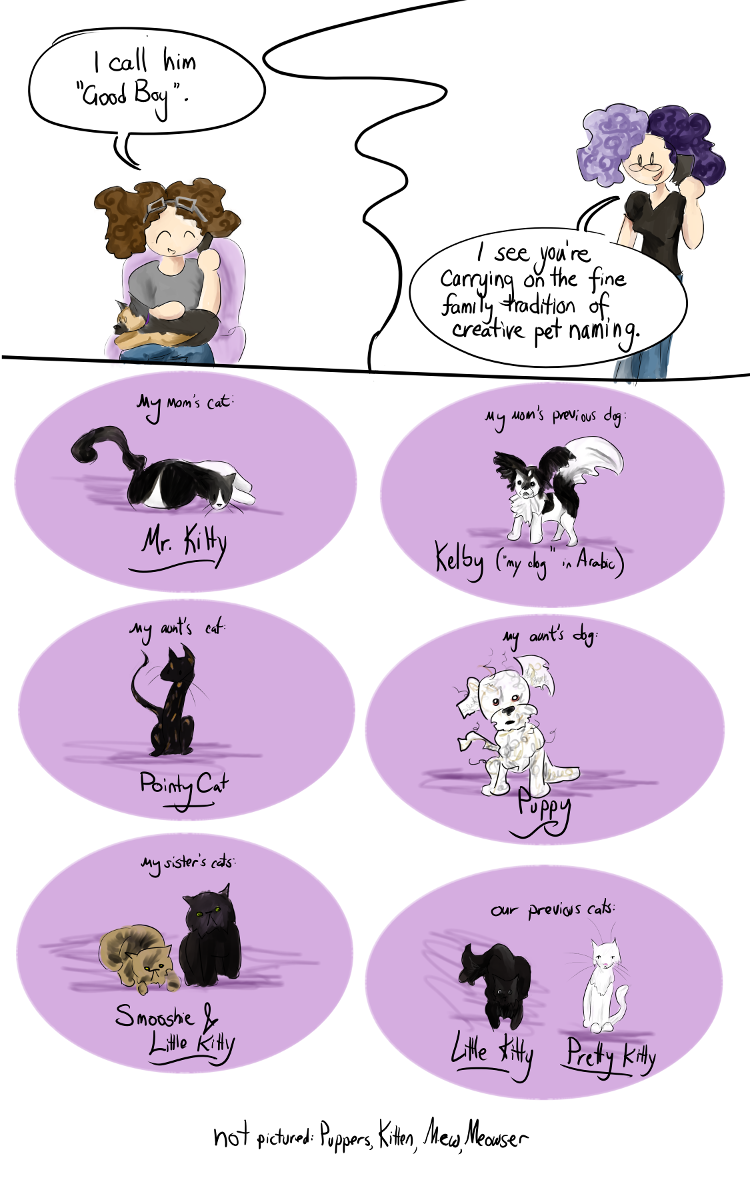 I call him
"Good Boy".
I see you're
carrying on the fine
family tradition of
creative pet naming.
My mom's cat:
Mr. Kitty
My mom's previous dog:
Kelby ("my dog" in Arabic)
My aunt's cat:
Pointy Cat
my aunt's dog:
Puppy
My sister's cats:
Smooshie &
Little Kitty
our previous cats:
Little Kitty
Pretty Kitty
not pictured: Puppers, Kitten, Mew, Meowser